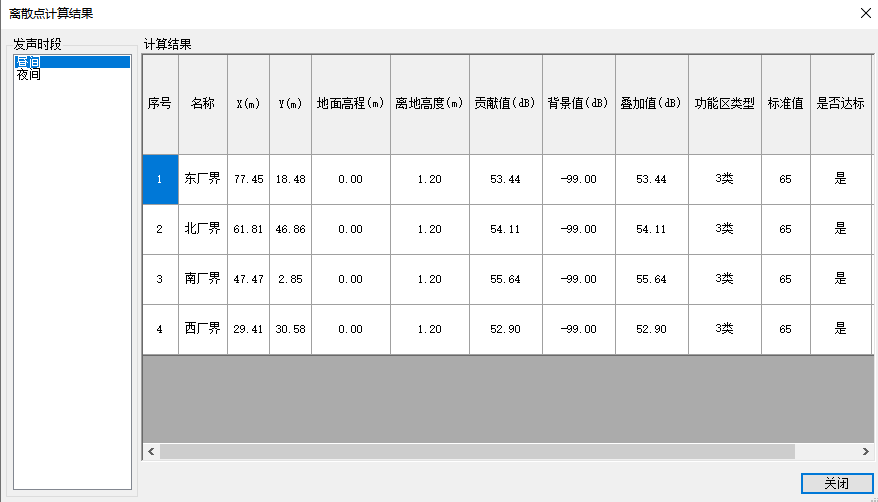 离散点计算结果
发声时段
昼间
夜间
计算结果
序号 名称 X(m) Y(m) 地面高程(m) 离地高度(m) 贡献值(dB) 背景值(dB) 叠加值(dB) 功能区类型 标准值 是否达标
1 东厂界 77.45 18.48 0.00 1.20 53.44 -99.00 53.44 3类 65 是
2 北厂界 61.81 46.86 0.00 1.20 54.11 -99.00 54.11 3类 65 是
3 南厂界 47.47 2.85 0.00 1.20 55.64 -99.00 55.64 3类 65 是
4 西厂界 29.41 30.58 0.00 1.20 52.90 -99.00 52.90 3类 65 是
关闭